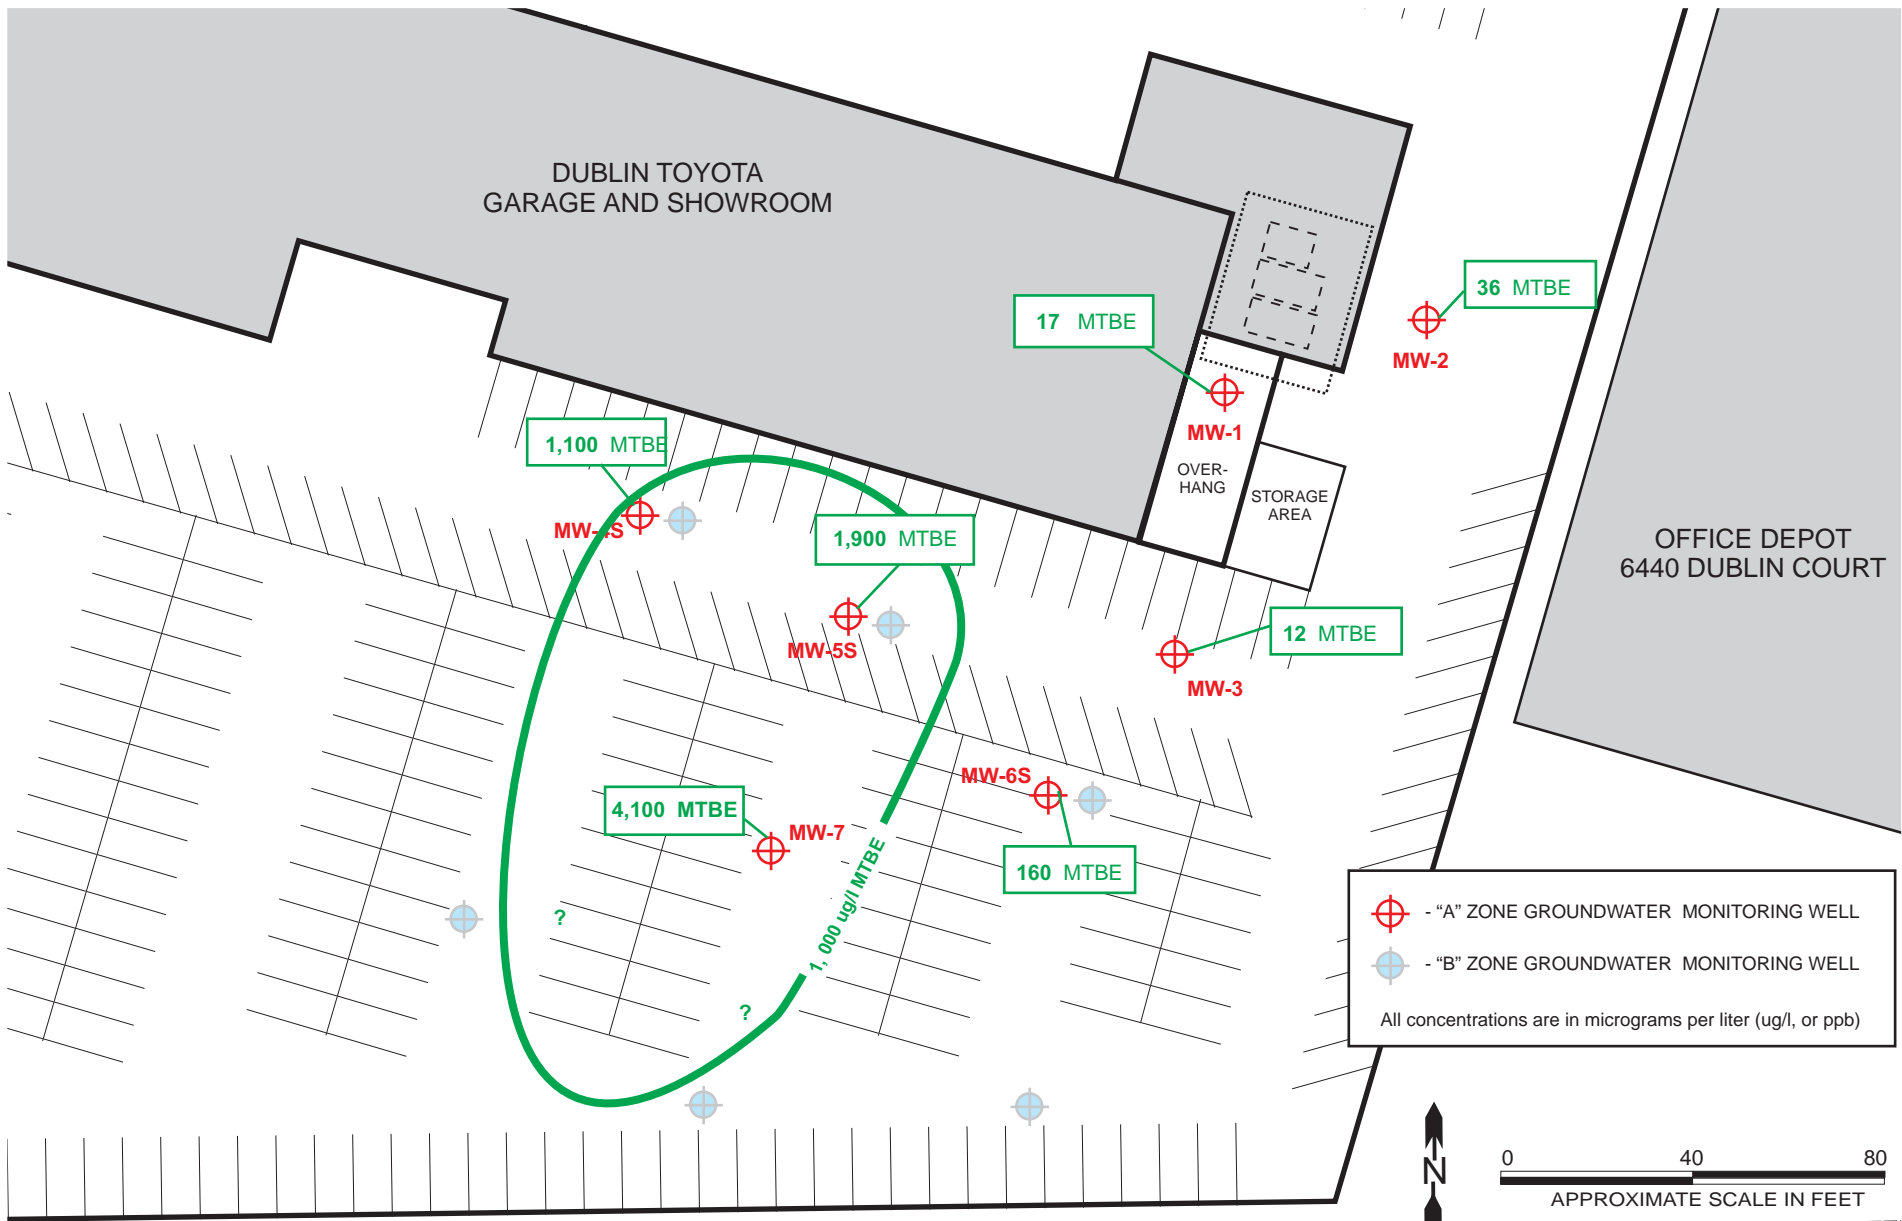 DUBLIN TOYOTA
GARAGE AND SHOWROOM
36 MTBE
17 MTBE
MW-2
MW-1
1,100 MTBE
OVER-
HANG
STORAGE
AREA
MW-4S
1,900 MTBE
OFFICE DEPOT
6440 DUBLIN COURT
12 MTBE
MW-5S
MW-3
MW-6S
4,100 MTBE
MW-7
160 MTBE
1, 000 ug/l MTBE
?
?
- “A” ZONE GROUNDWATER MONITORING WELL
- “B” ZONE GROUNDWATER MONITORING WELL
All concentrations are in micrograms per liter (ug/l, or ppb)
N
0 40 80
APPROXIMATE SCALE IN FEET